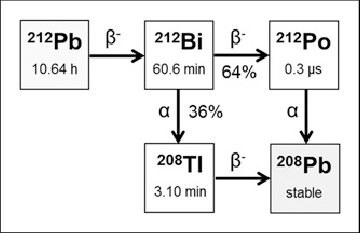 β⁻ β⁻
²¹²Pb ²¹²Bi ²¹²Po
10.64 h 60.6 min 64% 0.3 µs
α 36% α
²⁰⁸Tl β⁻ ²⁰⁸Pb
3.10 min stable